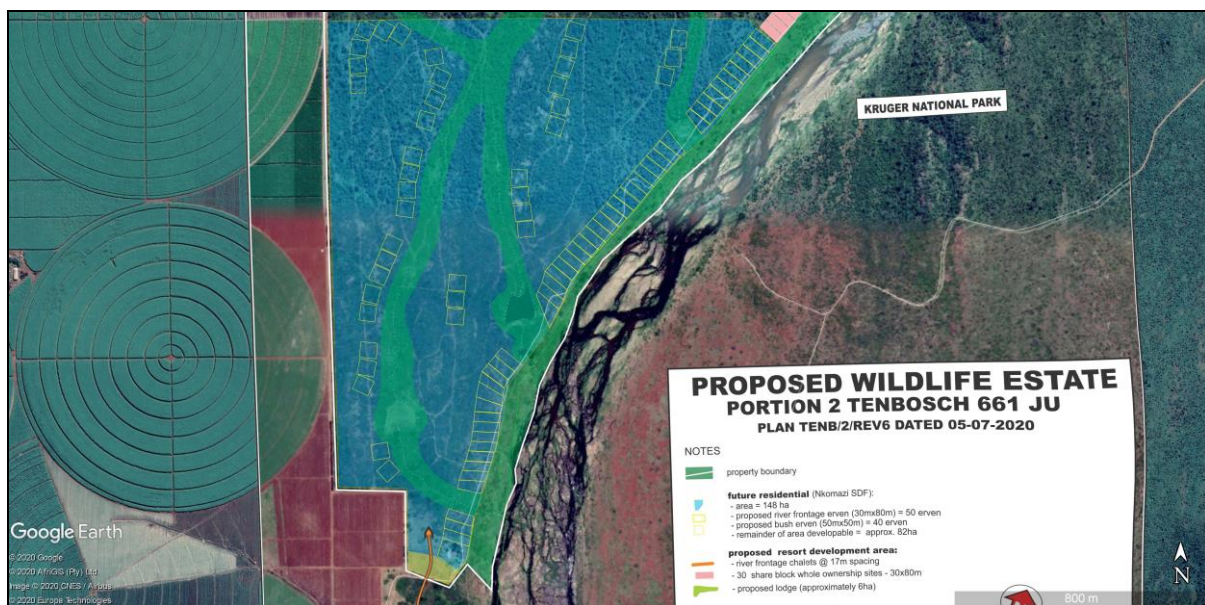 KRUGER NATIONAL PARK
PROPOSED WILDLIFE ESTATE
PORTION 2 TENBOSCH 661 JU
PLAN TENB/2/REV6 DATED 05-07-2020
NOTES
property boundary
future residential (Nkomazi SDF):
- area = 148 ha
- proposed river frontage erven (30mx80m) = 50 erven
- proposed bush erven (50mx50m) = 40 erven
- remainder of area developable = approx. 82ha
proposed resort development area:
- river frontage chalets @ 17m spacing
- 30 share block whole ownership sites - 30x80m
- proposed lodge (approximately 6ha)
Google Earth
© 2020 Google
© 2020 AfriGIS (Pty) Ltd.
Image © 2020 CNES / Airbus
© 2020 Europa Technologies
N
800 m